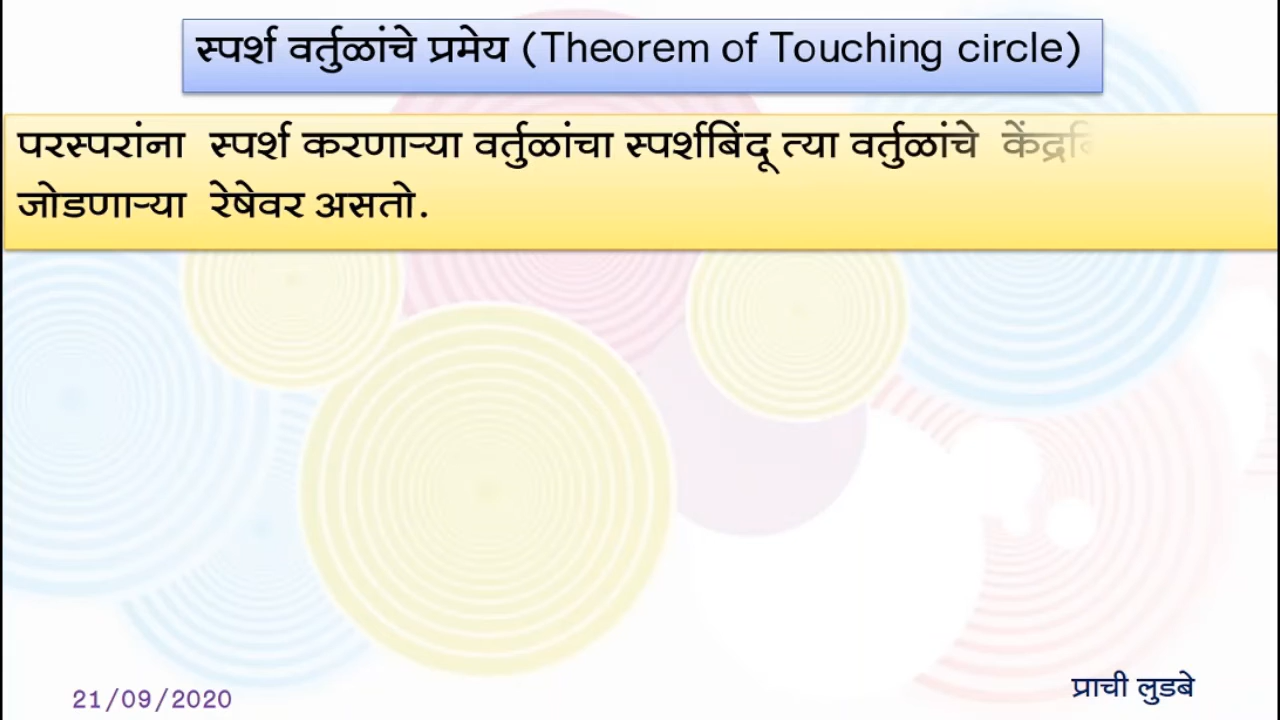 स्पर्श वर्तुळांचे प्रमेय (Theorem of Touching circle)
परस्परांना स्पर्श करणाऱ्या वर्तुळांचा स्पर्शबिंदू त्या वर्तुळांचे
जोडणाऱ्या रेषेवर असतो.
21/09/2020
प्राची लुडबे